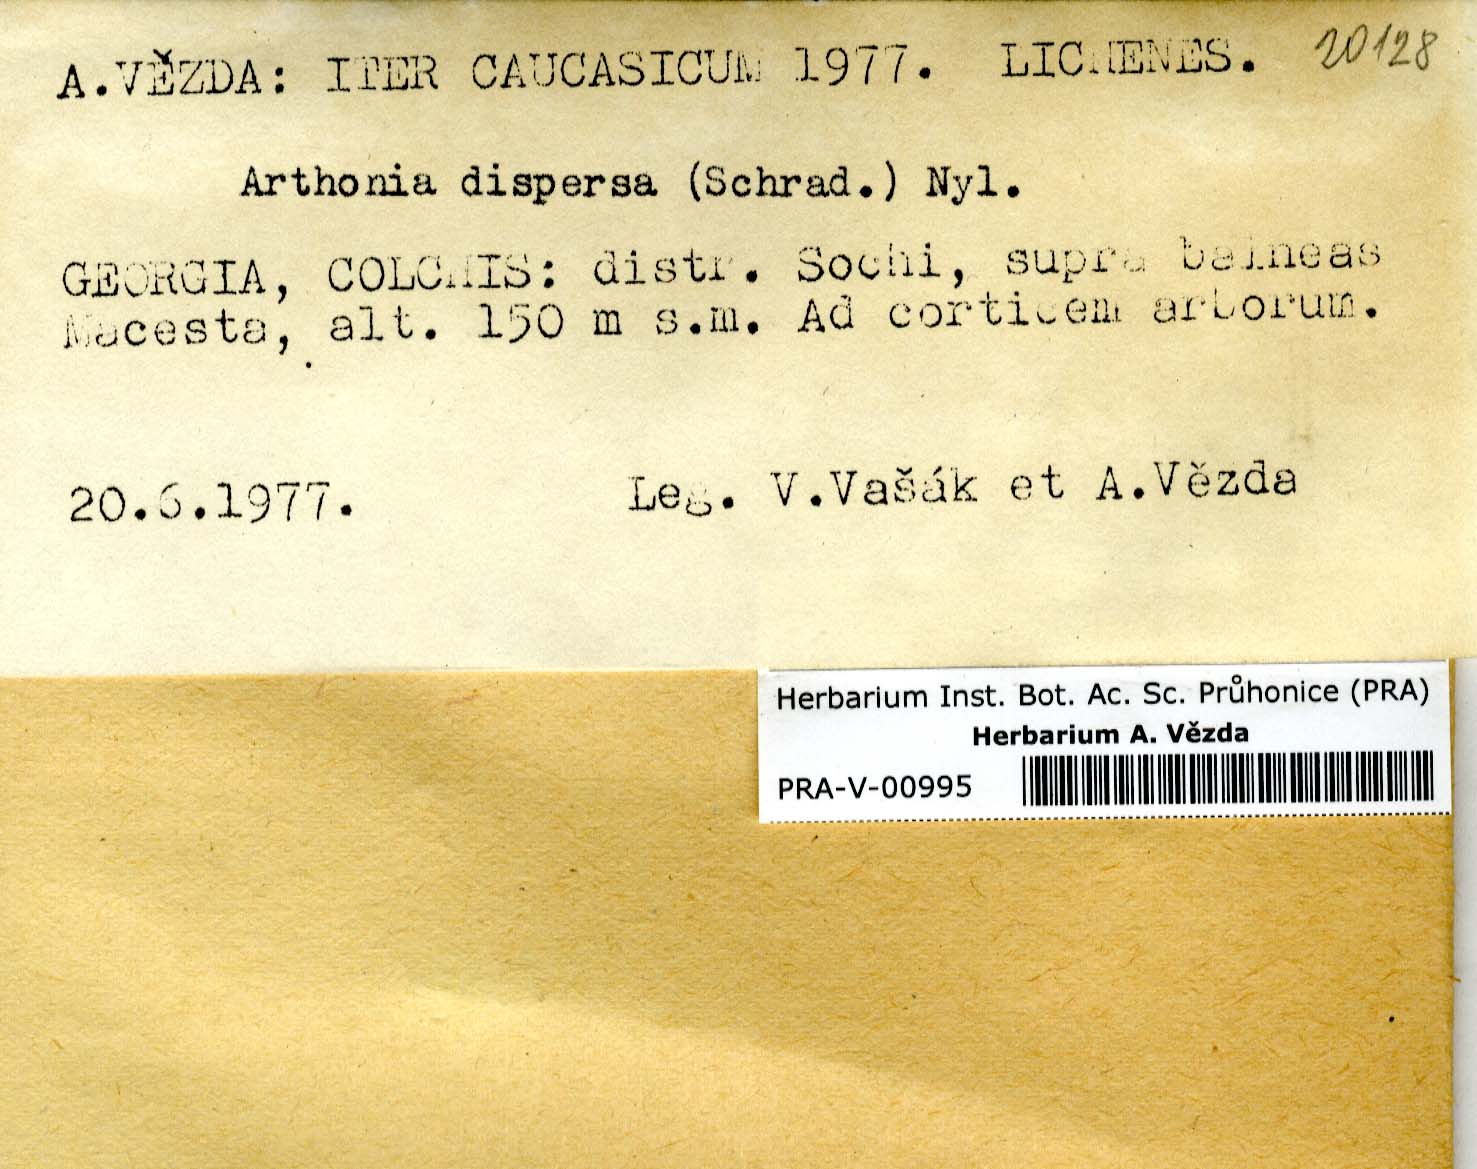 A.VĚZDA: ITER CAUCASICUM 1977. LICHENES. 20128
Arthonia dispersa (Schrad.) Nyl.
GEORGIA, COLCHIS: distr. Sochi, supra balneas
Macesta, alt. 150 m s.m. Ad corticem arborum.
20.6.1977. Leg. V.Vašák et A.Vězda
Herbarium Inst. Bot. Ac. Sc. Průhonice (PRA)
Herbarium A. Vězda
PRA-V-00995